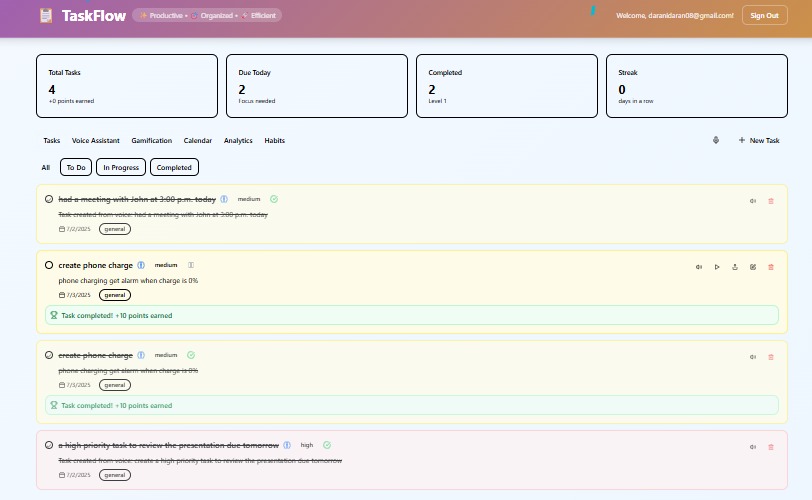 TaskFlow
Productive • Organized • Efficient
Welcome, daranidaran08@gmail.com!
Sign Out
Total Tasks
4
+0 points earned
Due Today
2
Focus needed
Completed
2
Level 1
Streak
0
days in a row
Tasks Voice Assistant Gamification Calendar Analytics Habits
+ New Task
All To Do In Progress Completed
had a meeting with John at 3:00 p.m. today medium
Task created from voice: had a meeting with John at 3:00 p.m. today
7/2/2025 general
create phone charge medium
phone charging get alarm when charge is 0%
7/3/2025 general
Task completed! +10 points earned
create phone charge medium
phone charging get alarm when charge is 0%
7/3/2025 general
Task completed! +10 points earned
a high priority task to review the presentation due tomorrow high
Task created from voice: create a high priority task to review the presentation due tomorrow
7/2/2025 general